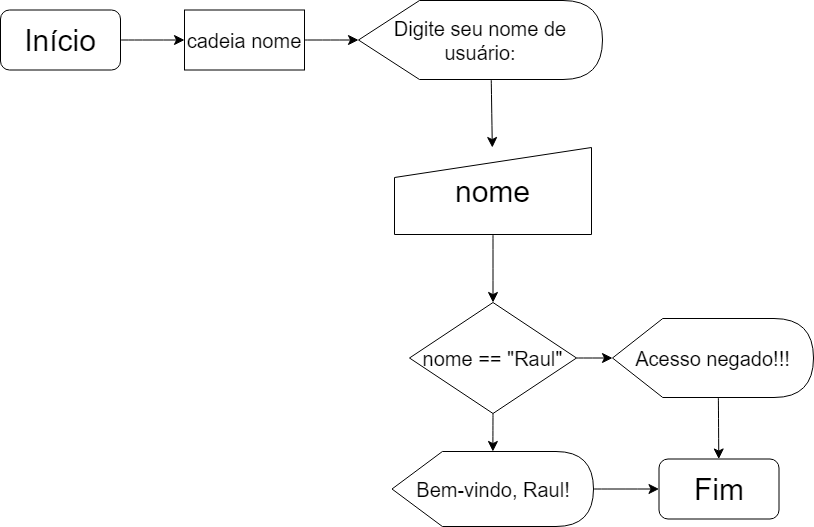 Início
cadeia nome
Digite seu nome de
usuário:
nome
nome == "Raul"
Acesso negado!!!
Bem-vindo, Raul!
Fim